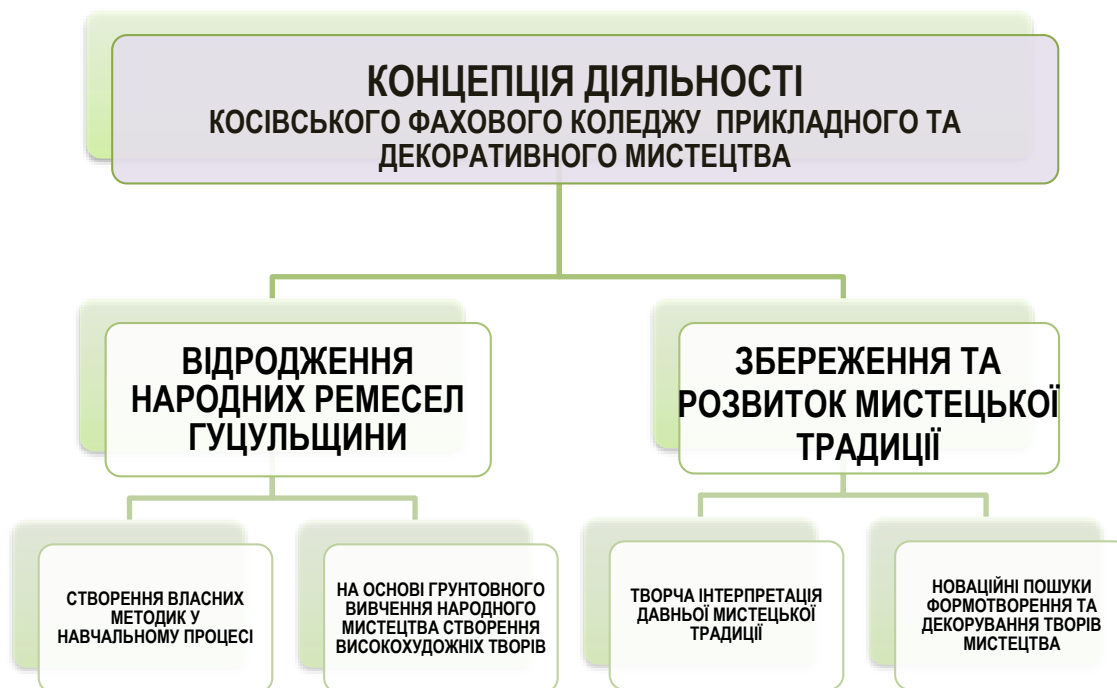 КОНЦЕПЦІЯ ДІЯЛЬНОСТІ
КОСІВСЬКОГО ФАХОВОГО КОЛЕДЖУ ПРИКЛАДНОГО ТА
ДЕКОРАТИВНОГО МИСТЕЦТВА
ВІДРОДЖЕННЯ
НАРОДНИХ РЕМЕСЕЛ
ГУЦУЛЬЩИНИ
ЗБЕРЕЖЕННЯ ТА
РОЗВИТОК МИСТЕЦЬКОЇ
ТРАДИЦІЇ
СТВОРЕННЯ ВЛАСНИХ
МЕТОДИК У
НАВЧАЛЬНОМУ ПРОЦЕСІ
НА ОСНОВІ ГРУНТОВНОГО
ВИВЧЕННЯ НАРОДНОГО
МИСТЕЦТВА СТВОРЕННЯ
ВИСОКОХУДОЖНІХ ТВОРІВ
ТВОРЧА ІНТЕРПРЕТАЦІЯ
ДАВНЬОЇ МИСТЕЦЬКОЇ
ТРАДИЦІЇ
НОВАЦІЙНІ ПОШУКИ
ФОРМОТВОРЕННЯ ТА
ДЕКОРУВАННЯ ТВОРІВ
МИСТЕЦТВА